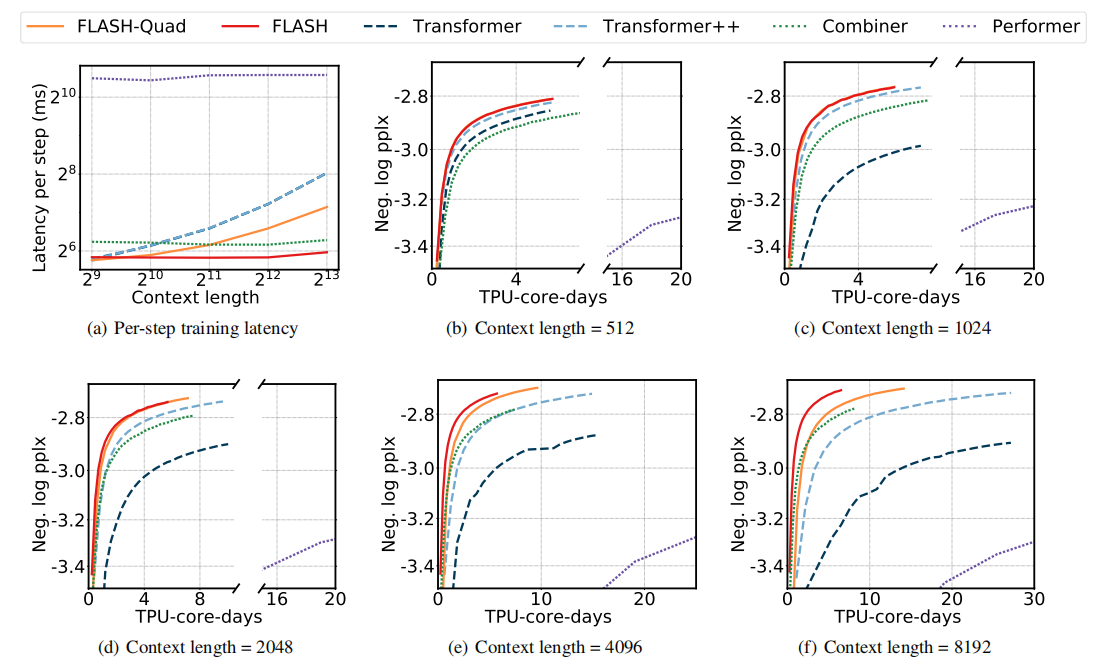 FLASH-Quad FLASH Transformer Transformer++ Combiner Performer
Latency per step (ms)
2^10
2^8
2^6
2^9 2^10 2^11 2^12 2^13
Context length
(a) Per-step training latency
Neg. log pplx
-2.8
-3.0
-3.2
-3.4
0 4 16 20
TPU-core-days
(b) Context length = 512
Neg. log pplx
-2.8
-3.0
-3.2
-3.4
0 4 16 20
TPU-core-days
(c) Context length = 1024
Neg. log pplx
-2.8
-3.0
-3.2
-3.4
0 4 8 16 20
TPU-core-days
(d) Context length = 2048
Neg. log pplx
-2.8
-3.0
-3.2
-3.4
0 10 20
TPU-core-days
(e) Context length = 4096
Neg. log pplx
-2.8
-3.0
-3.2
-3.4
0 10 20 30
TPU-core-days
(f) Context length = 8192